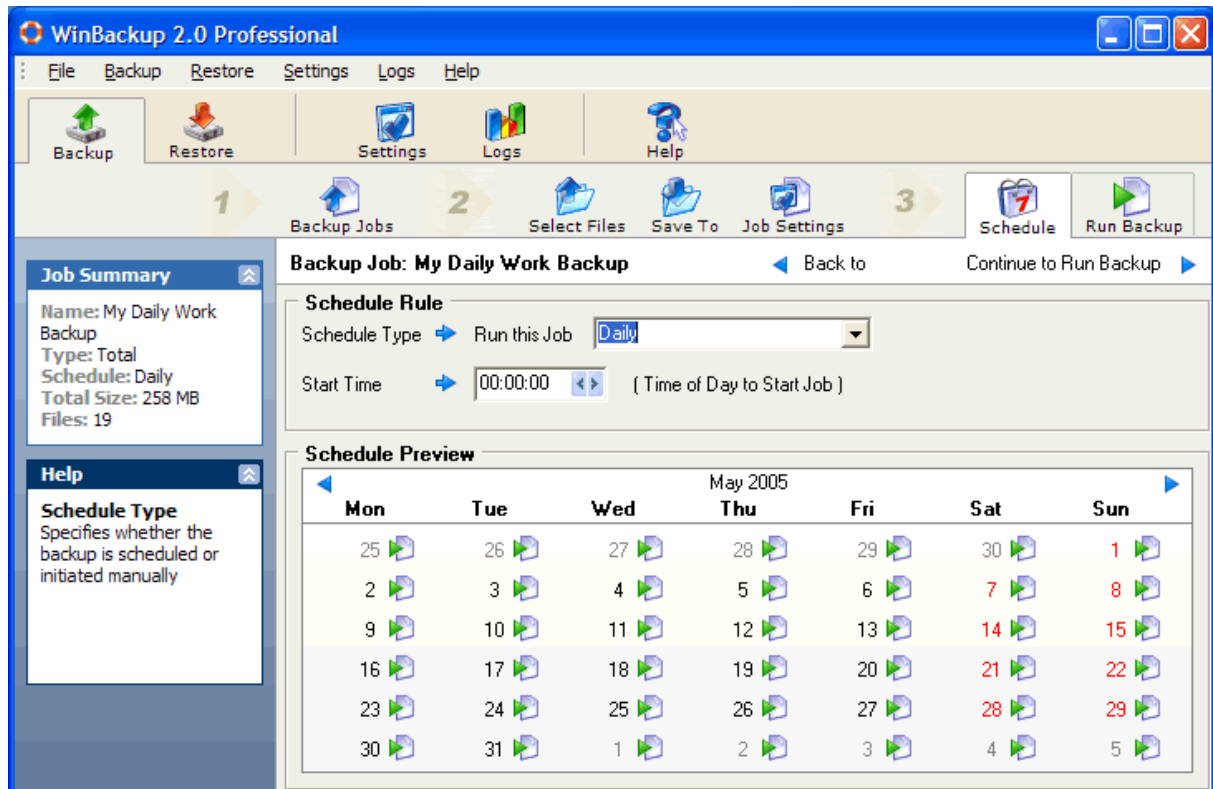 WinBackup 2.0 Professional
File Backup Restore Settings Logs Help
Backup Restore Settings Logs Help
1 Backup Jobs 2 Select Files Save To Job Settings 3 7 Schedule Run Backup
Job Summary
Name: My Daily Work
Backup
Type: Total
Schedule: Daily
Total Size: 258 MB
Files: 19
Help
Schedule Type
Specifies whether the
backup is scheduled or
initiated manually
Backup Job: My Daily Work Backup Back to Continue to Run Backup
Schedule Rule
Schedule Type Run this Job Daily
Start Time 00:00:00 ( Time of Day to Start Job )
Schedule Preview
May 2005
Mon Tue Wed Thu Fri Sat Sun
25 26 27 28 29 30 1
2 3 4 5 6 7 8
9 10 11 12 13 14 15
16 17 18 19 20 21 22
23 24 25 26 27 28 29
30 31 1 2 3 4 5